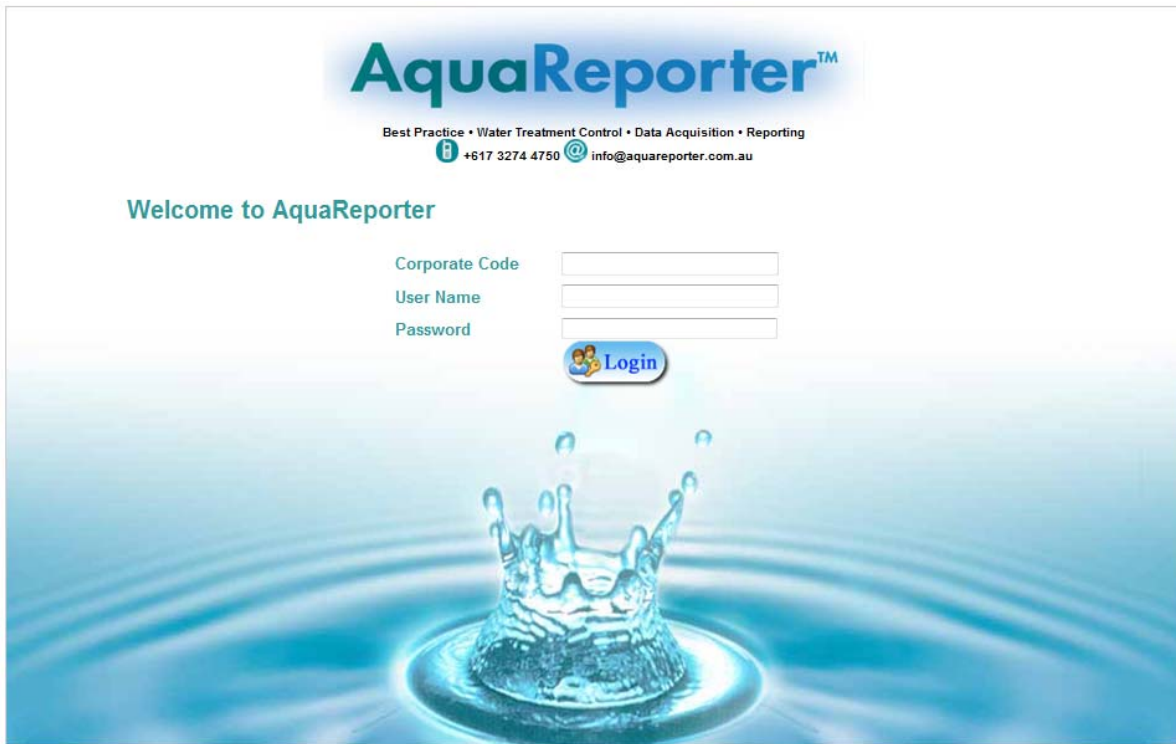 AquaReporter™
Best Practice • Water Treatment Control • Data Acquisition • Reporting
+617 3274 4750 @ info@aquareporter.com.au
Welcome to AquaReporter
Corporate Code
User Name
Password
Login